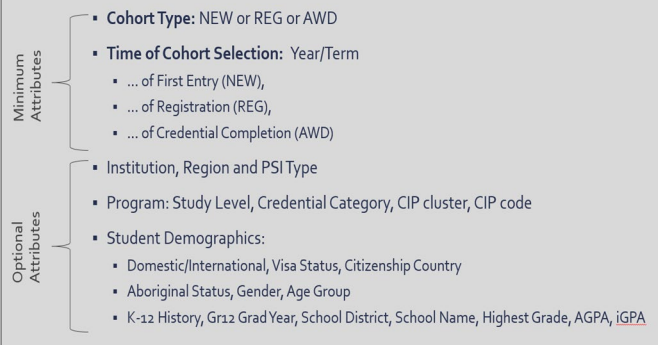 Minimum
Attributes
▪ Cohort Type: NEW or REG or AWD
▪ Time of Cohort Selection: Year/Term
▪ ... of First Entry (NEW),
▪ ... of Registration (REG),
▪ ... of Credential Completion (AWD)
Optional
Attributes
▪ Institution, Region and PSI Type
▪ Program: Study Level, Credential Category, CIP cluster, CIP code
▪ Student Demographics:
▪ Domestic/International, Visa Status, Citizenship Country
▪ Aboriginal Status, Gender, Age Group
▪ K-12 History, Gr12 Grad Year, School District, School Name, Highest Grade, AGPA, iGPA